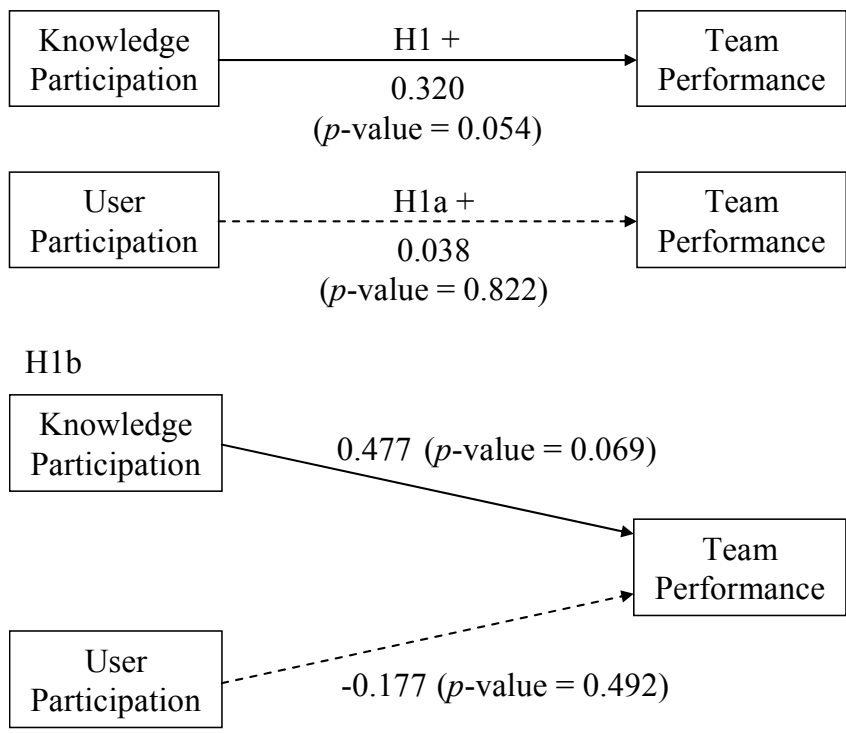 Knowledge
Participation
H1 +
0.320
(p-value = 0.054)
Team
Performance
User
Participation
H1a +
0.038
(p-value = 0.822)
Team
Performance
H1b
Knowledge
Participation
0.477 (p-value = 0.069)
Team
Performance
User
Participation
-0.177 (p-value = 0.492)